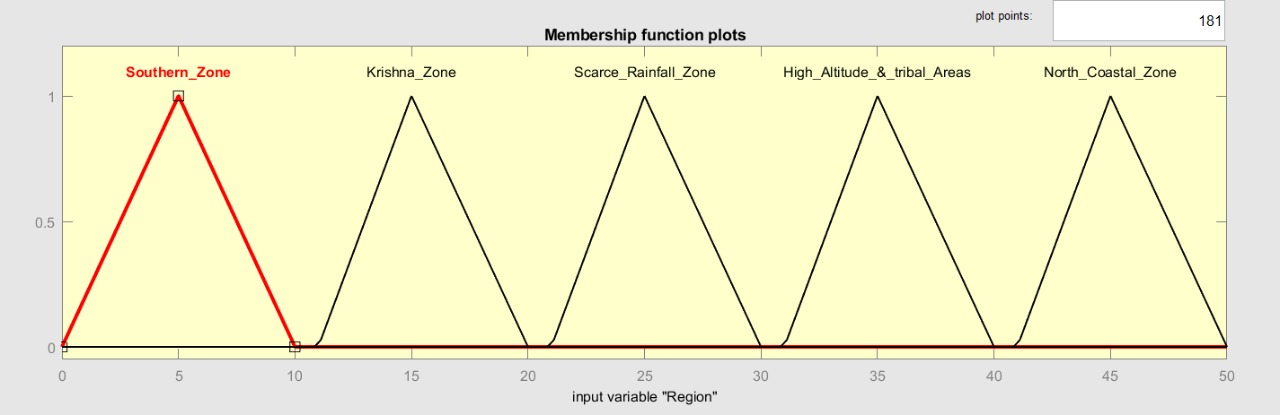 plot points: 181
Membership function plots
Southern_Zone Krishna_Zone Scarce_Rainfall_Zone High_Altitude_&_tribal_Areas North_Coastal_Zone
1
0.5
0
0 5 10 15 20 25 30 35 40 45 50
input variable "Region"